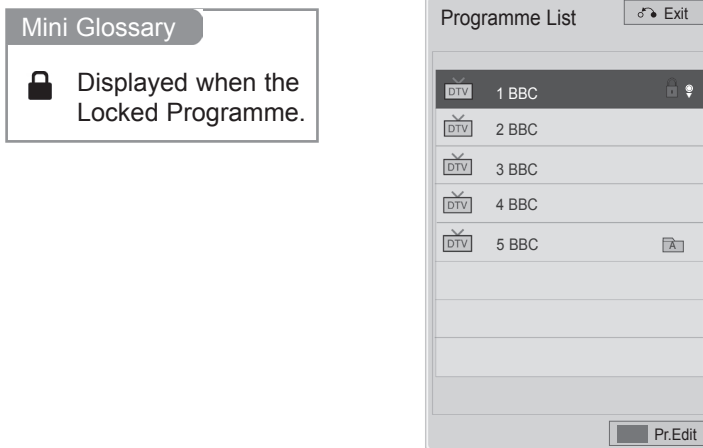 Mini Glossary
Displayed when the
Locked Programme.
Programme List
Exit
DTV 1 BBC
DTV 2 BBC
DTV 3 BBC
DTV 4 BBC
DTV 5 BBC A
Pr.Edit